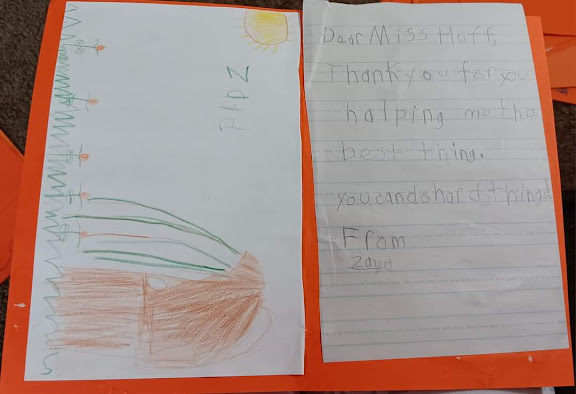 Dear Miss Hoff,
Thank you for you
halping me tha
best thing.
you can do hard things!
From
Zayd